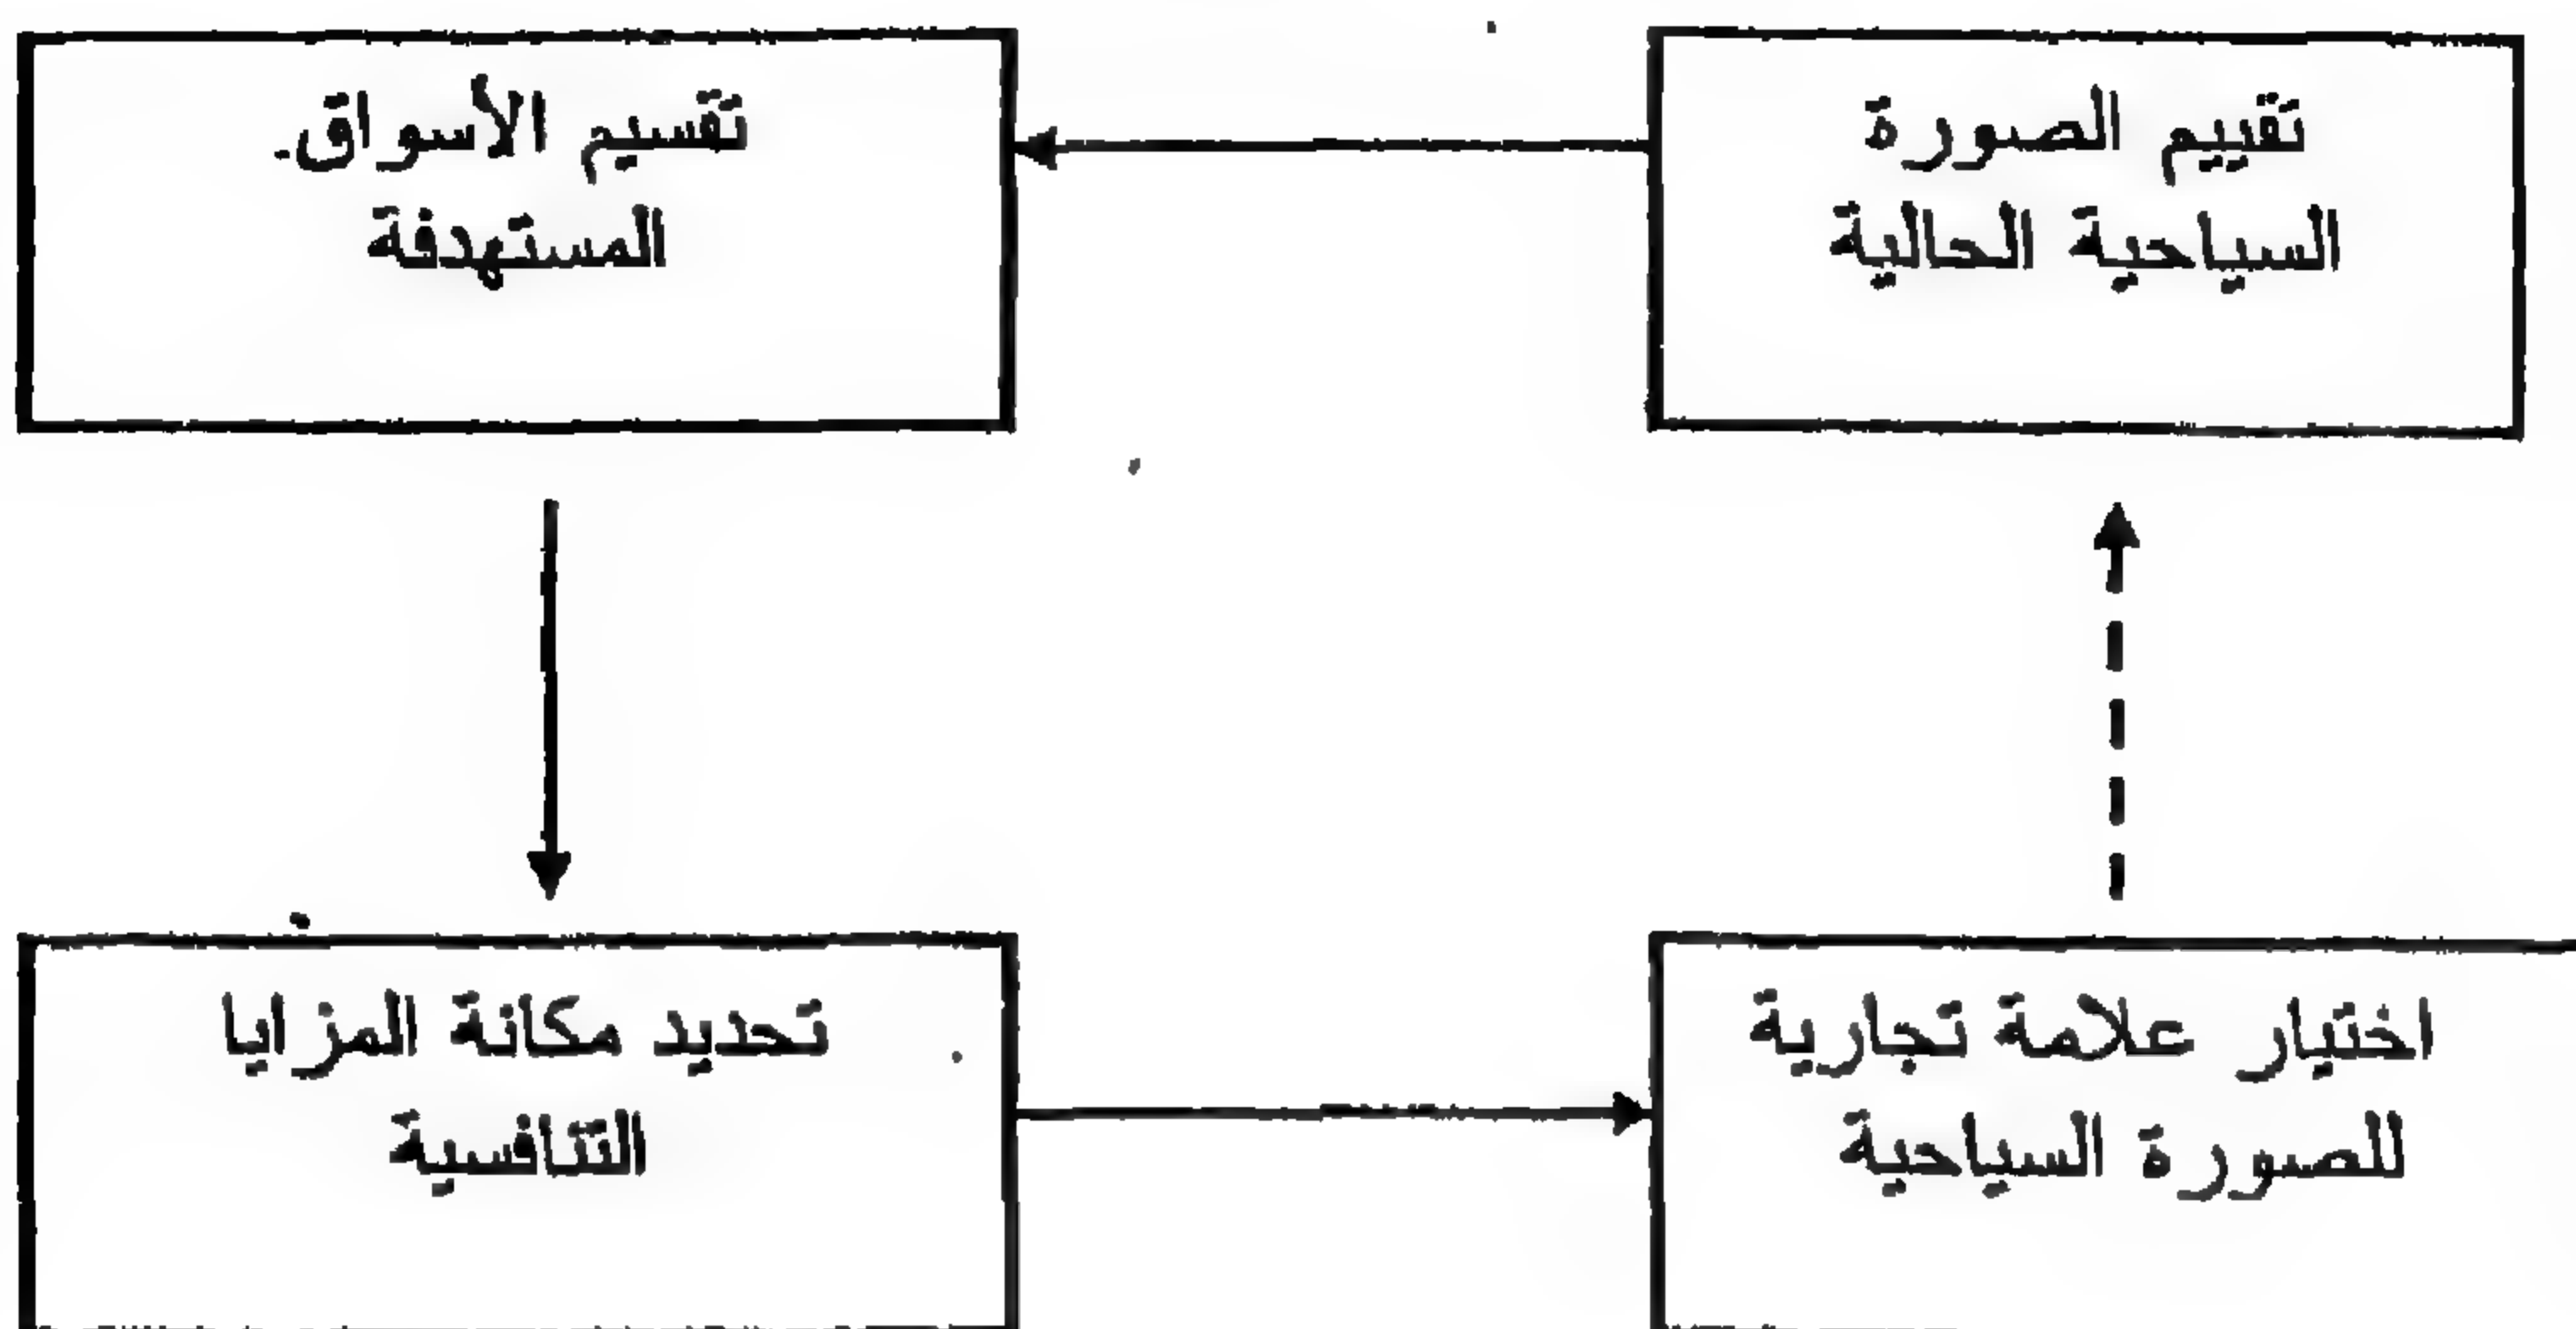 تقييم الصورة
السياحية الحالية
تقسيم الأسواق.
المستهدفة
تحديد مكانة المزايا
التنافسية
اختيار علامة تجارية
للصورة السياحية